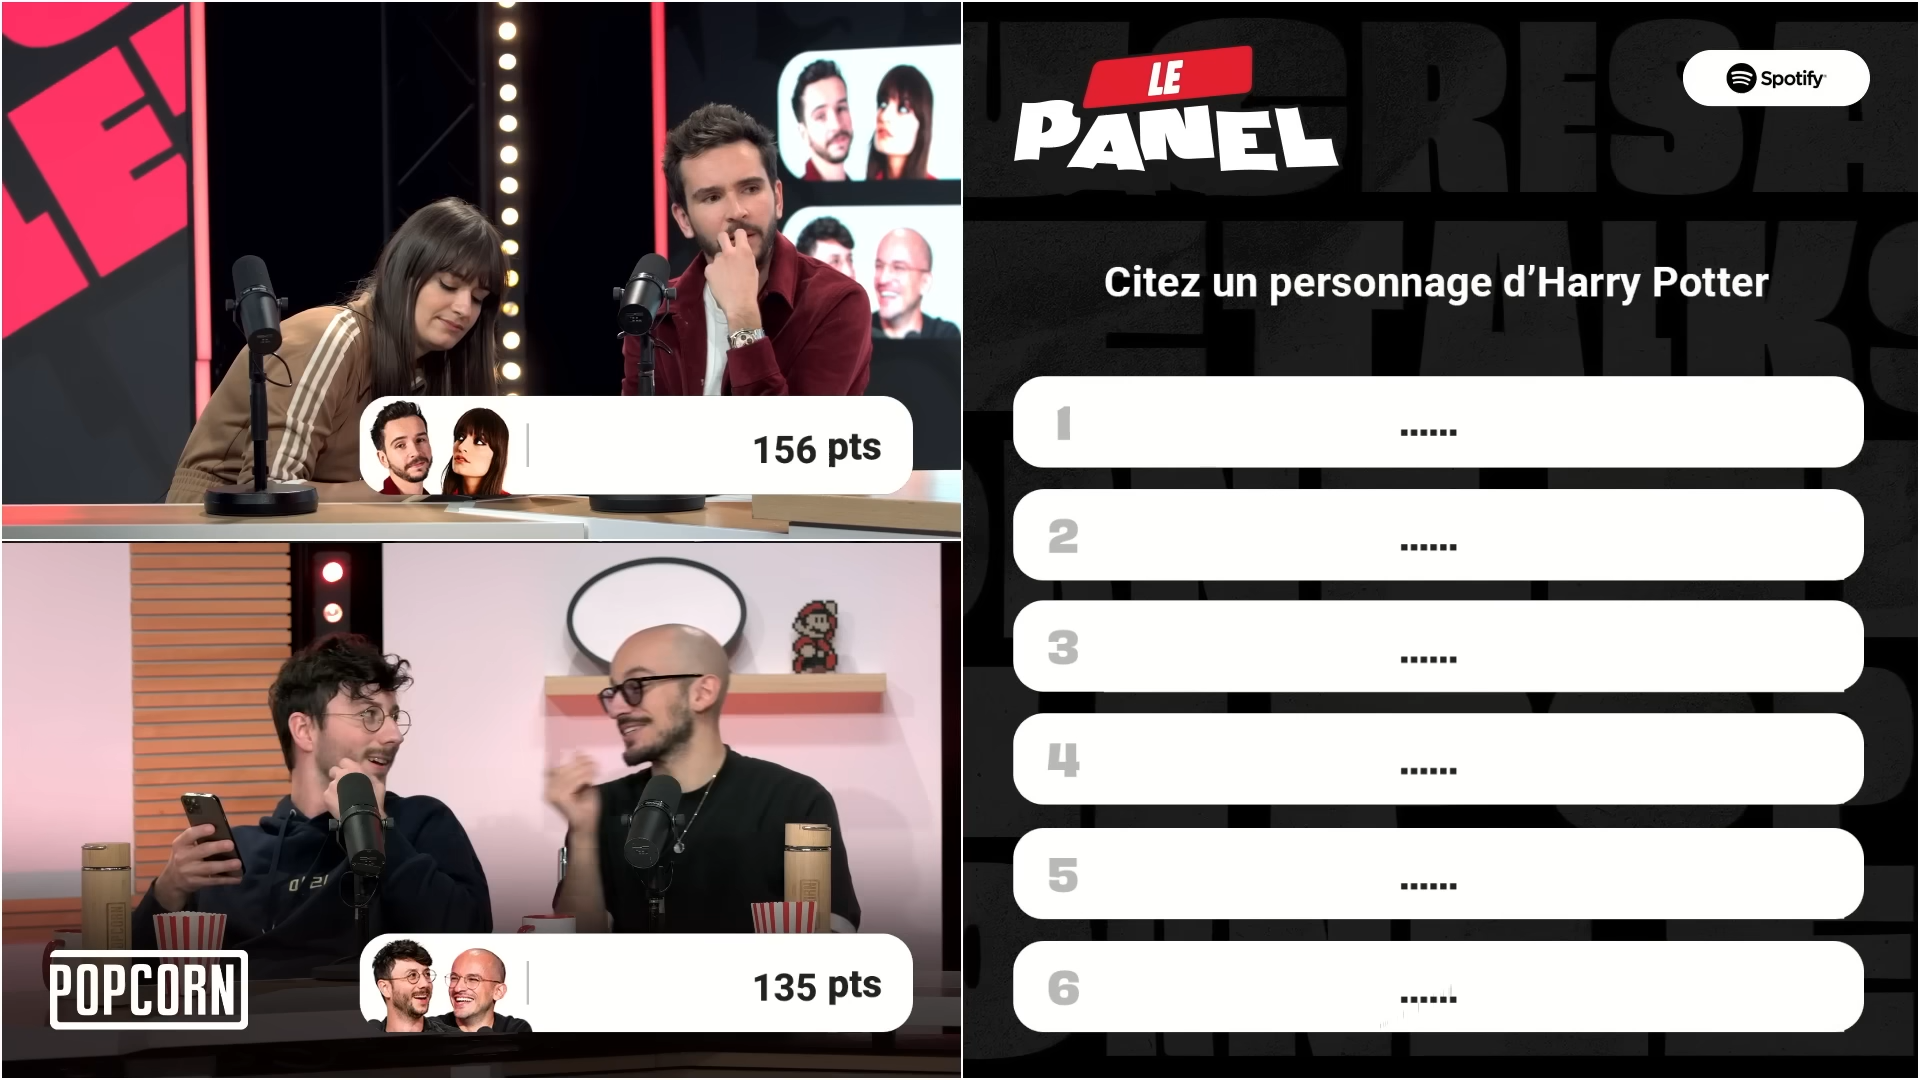 156 pts
POPCORN
135 pts
LE
PANEL
Spotify
Citez un personnage d’Harry Potter
1 ......
2 ......
3 ......
4 ......
5 ......
6 ......